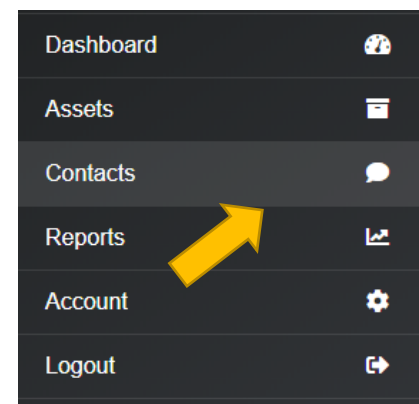 Dashboard
Assets
Contacts
Reports
Account
Logout